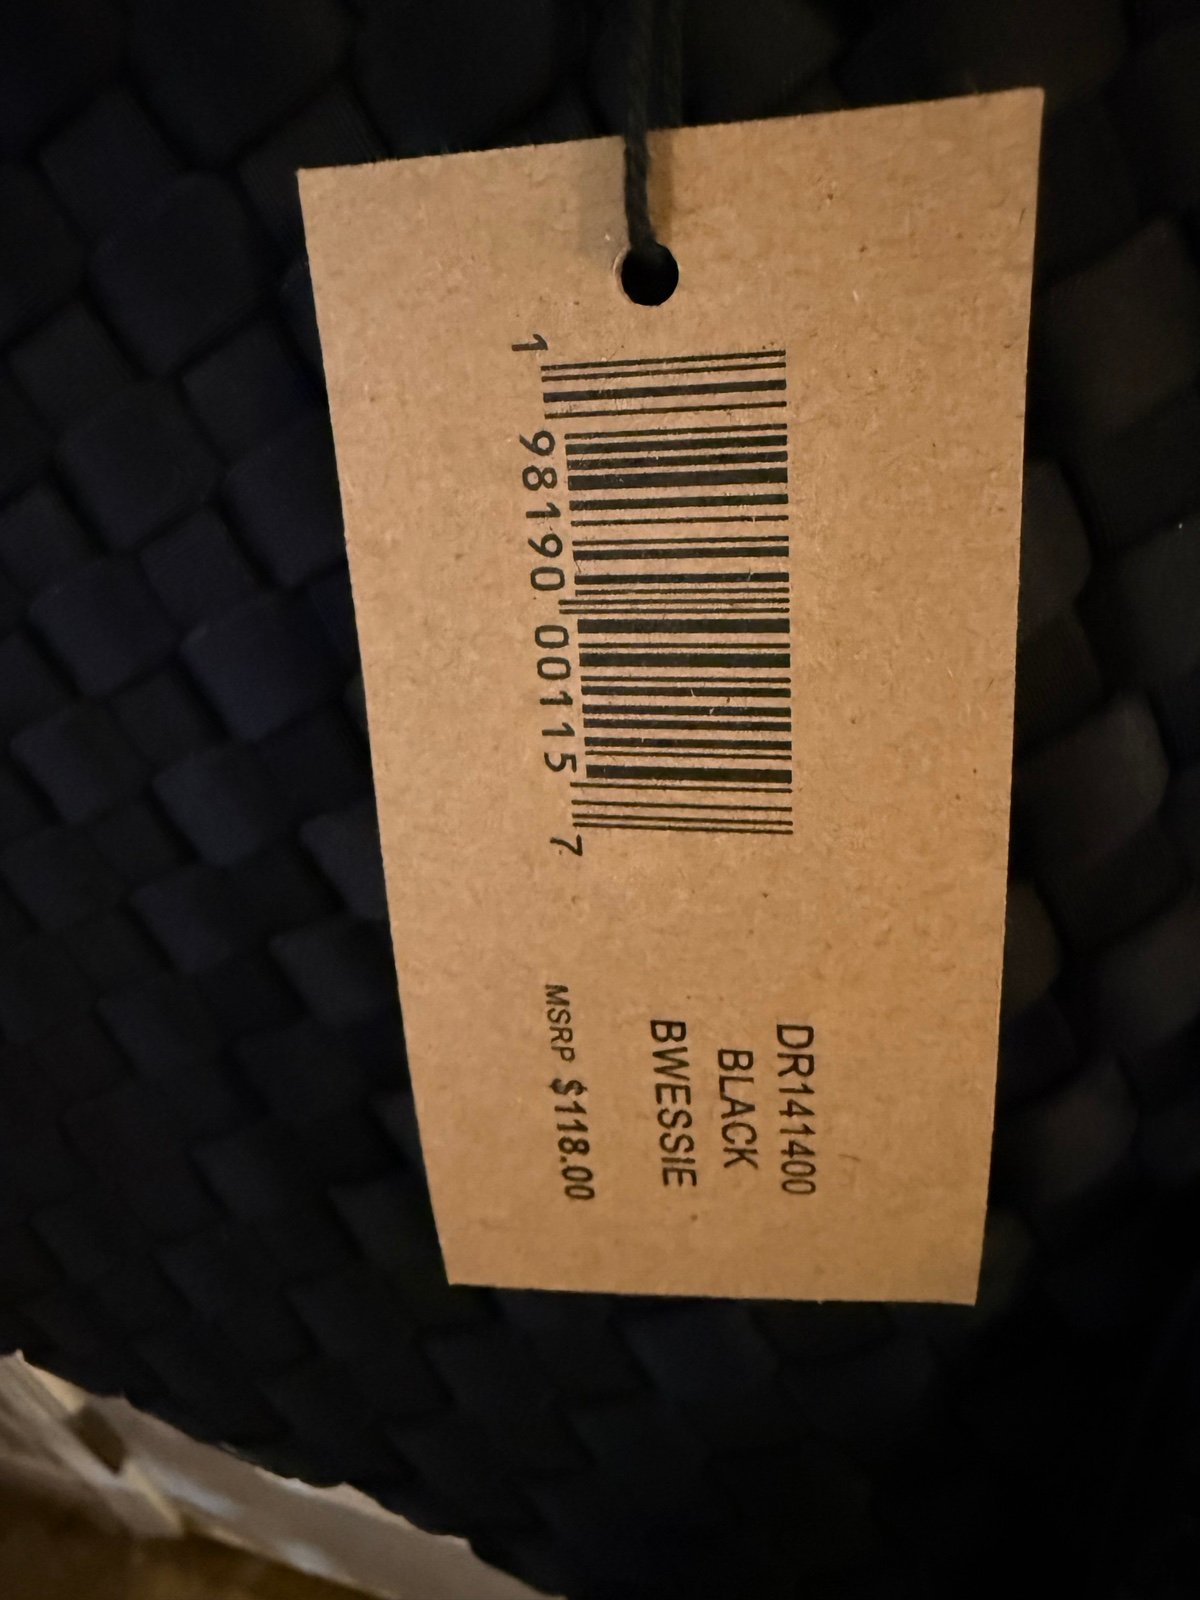 1 98190 00115 7
DR141400
BLACK
BWESSIE
MSRP $118.00